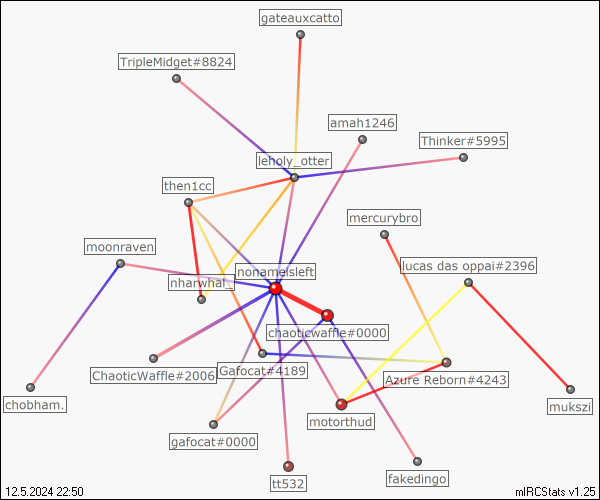 gateauxcatto
TripleMidget#8824
amah1246
Thinker#5995
leholy_otter
then1cc
mercurybro
moonraven
lucas das oppai#2396
nonameisleft
nharwhal_
chaoticwaffle#0000
ChaoticWaffle#2006
Gafocat#4189
Azure Reborn#4243
chobham.
mukszi
motorthud
gafocat#0000
fakedingo
tt532
12.5.2024 22:50
mIRCStats v1.25